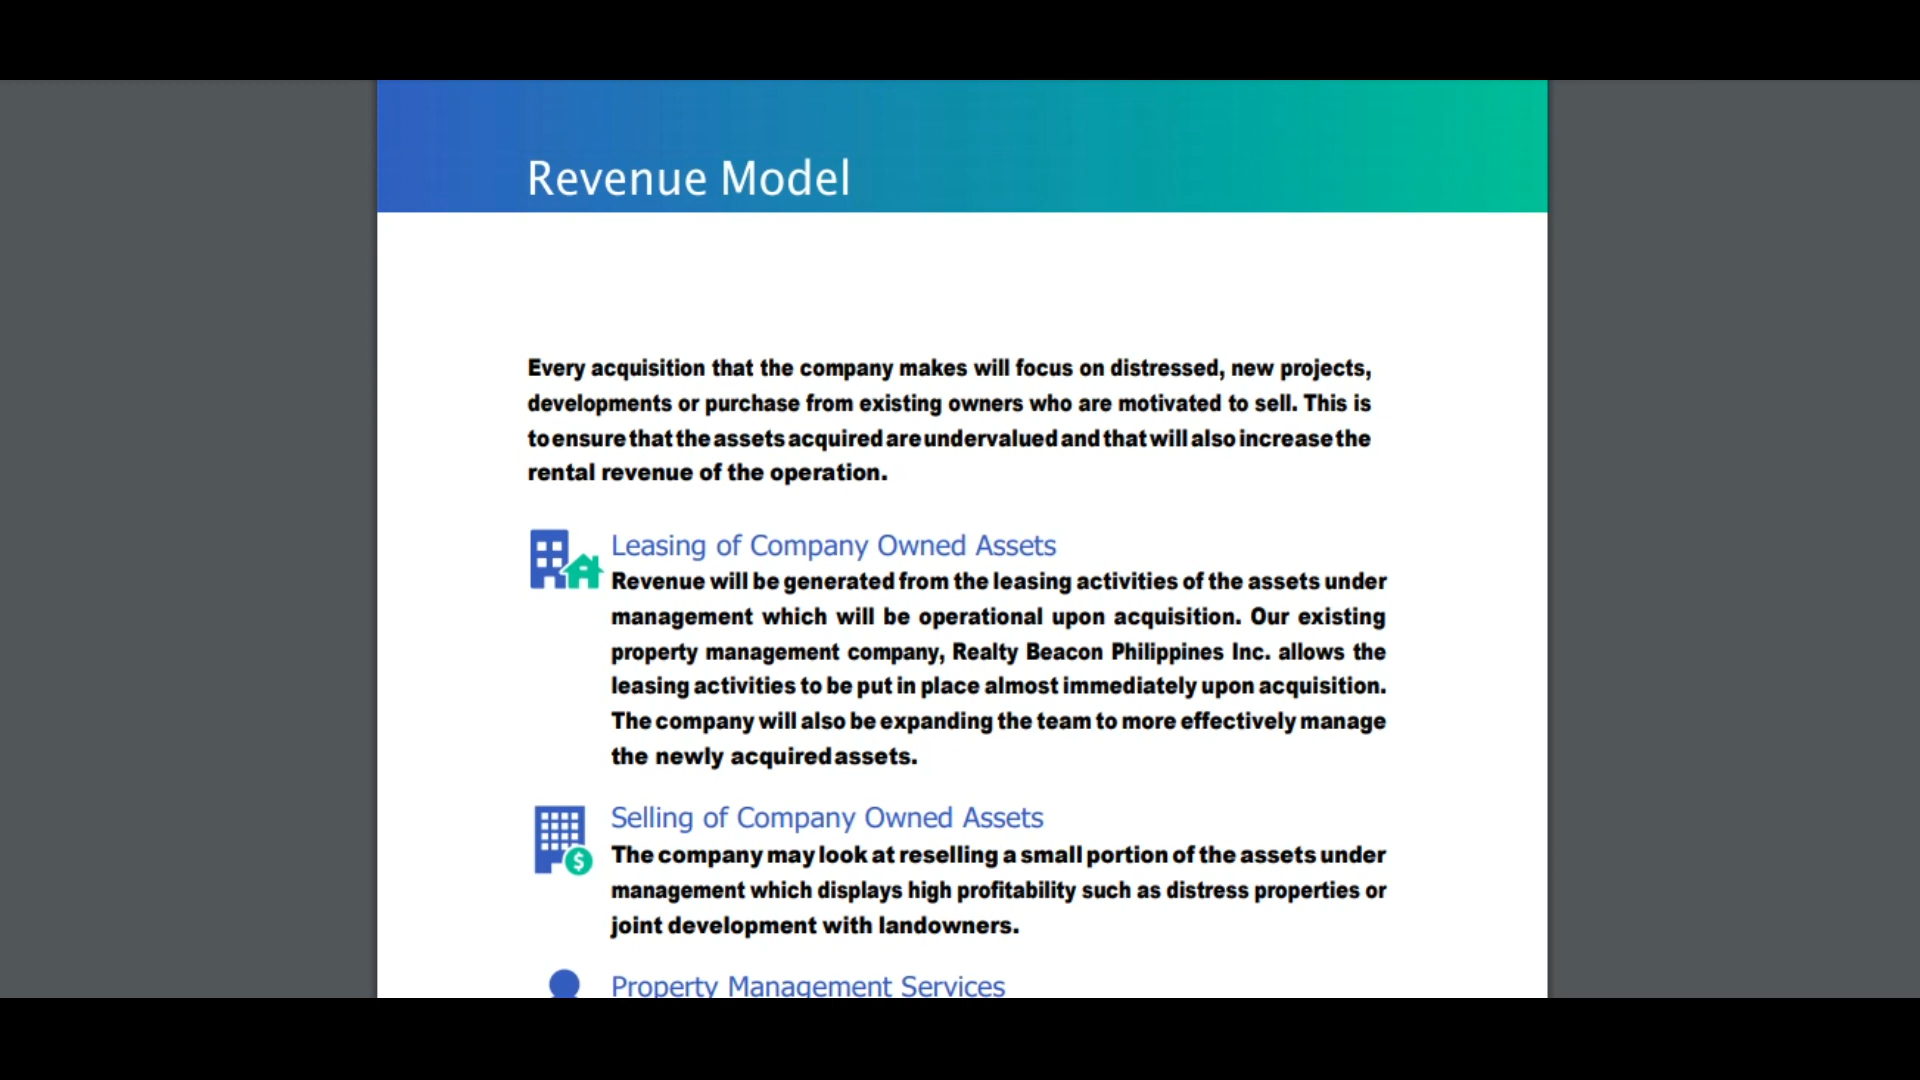 Revenue Model
Every acquisition that the company makes will focus on distressed, new projects,
developments or purchase from existing owners who are motivated to sell. This is
to ensure that the assets acquired are undervalued and that will also increase the
rental revenue of the operation.
Leasing of Company Owned Assets
Revenue will be generated from the leasing activities of the assets under
management which will be operational upon acquisition. Our existing
property management company, Realty Beacon Philippines Inc. allows the
leasing activities to be put in place almost immediately upon acquisition.
The company will also be expanding the team to more effectively manage
the newly acquired assets.
Selling of Company Owned Assets
The company may look at reselling a small portion of the assets under
management which displays high profitability such as distress properties or
joint development with landowners.
Property Management Services